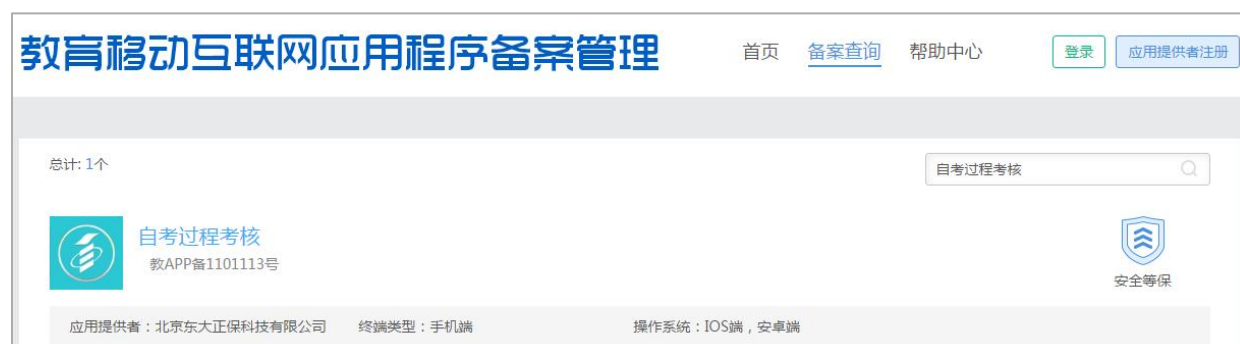 教育移动互联网应用程序备案管理 首页 备案查询 帮助中心 登录 应用提供者注册
总计: 1个 自考过程考核
自考过程考核
教APP备1101113号
安全等保
应用提供者：北京东大正保科技有限公司 终端类型：手机端 操作系统：IOS端，安卓端